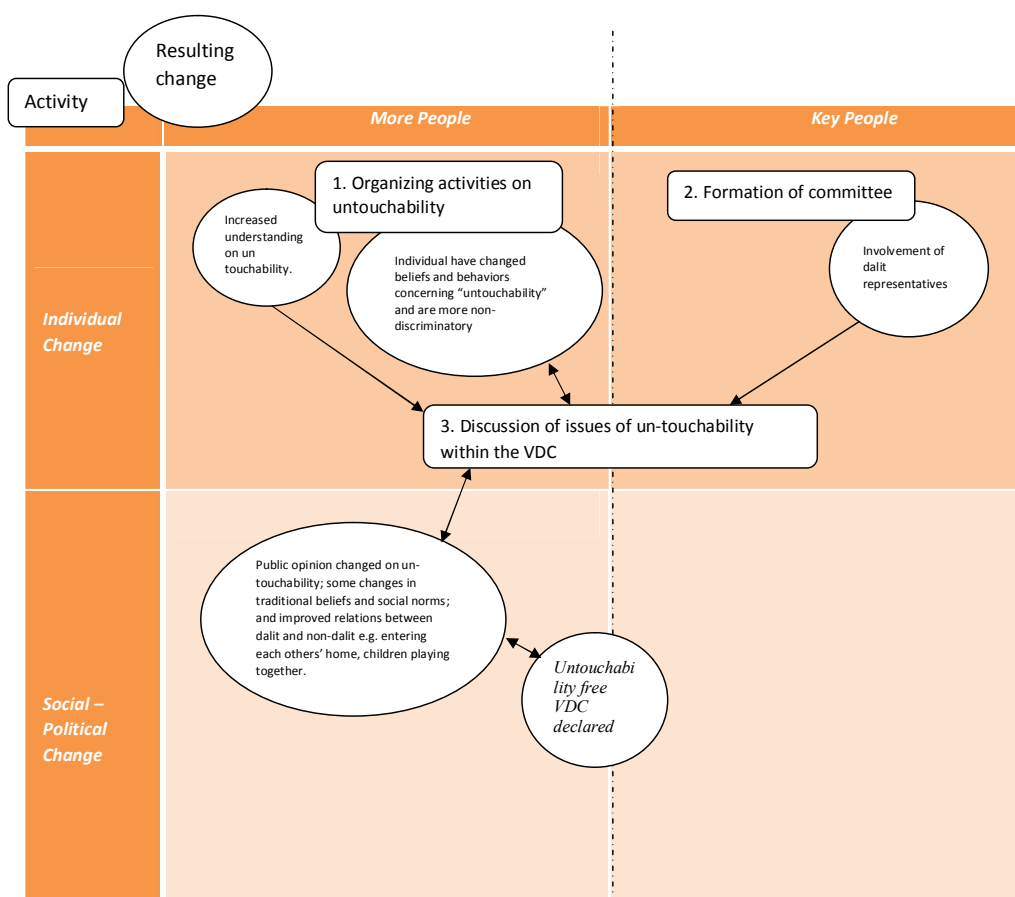 Resulting
change
Activity
More People
Key People
1. Organizing activities on
untouchability
2. Formation of committee
Increased
understanding
on un
touchability.
Individual have changed
beliefs and behaviors
concerning “untouchability”
and are more non-
discriminatory
Involvement of
dalit
representatives
Individual
Change
3. Discussion of issues of un-touchability
within the VDC
Public opinion changed on un-
touchability; some changes in
traditional beliefs and social norms;
and improved relations between
dalit and non-dalit e.g. entering
each others’ home, children playing
together.
Untouchabi
lity free
VDC
declared
Social –
Political
Change